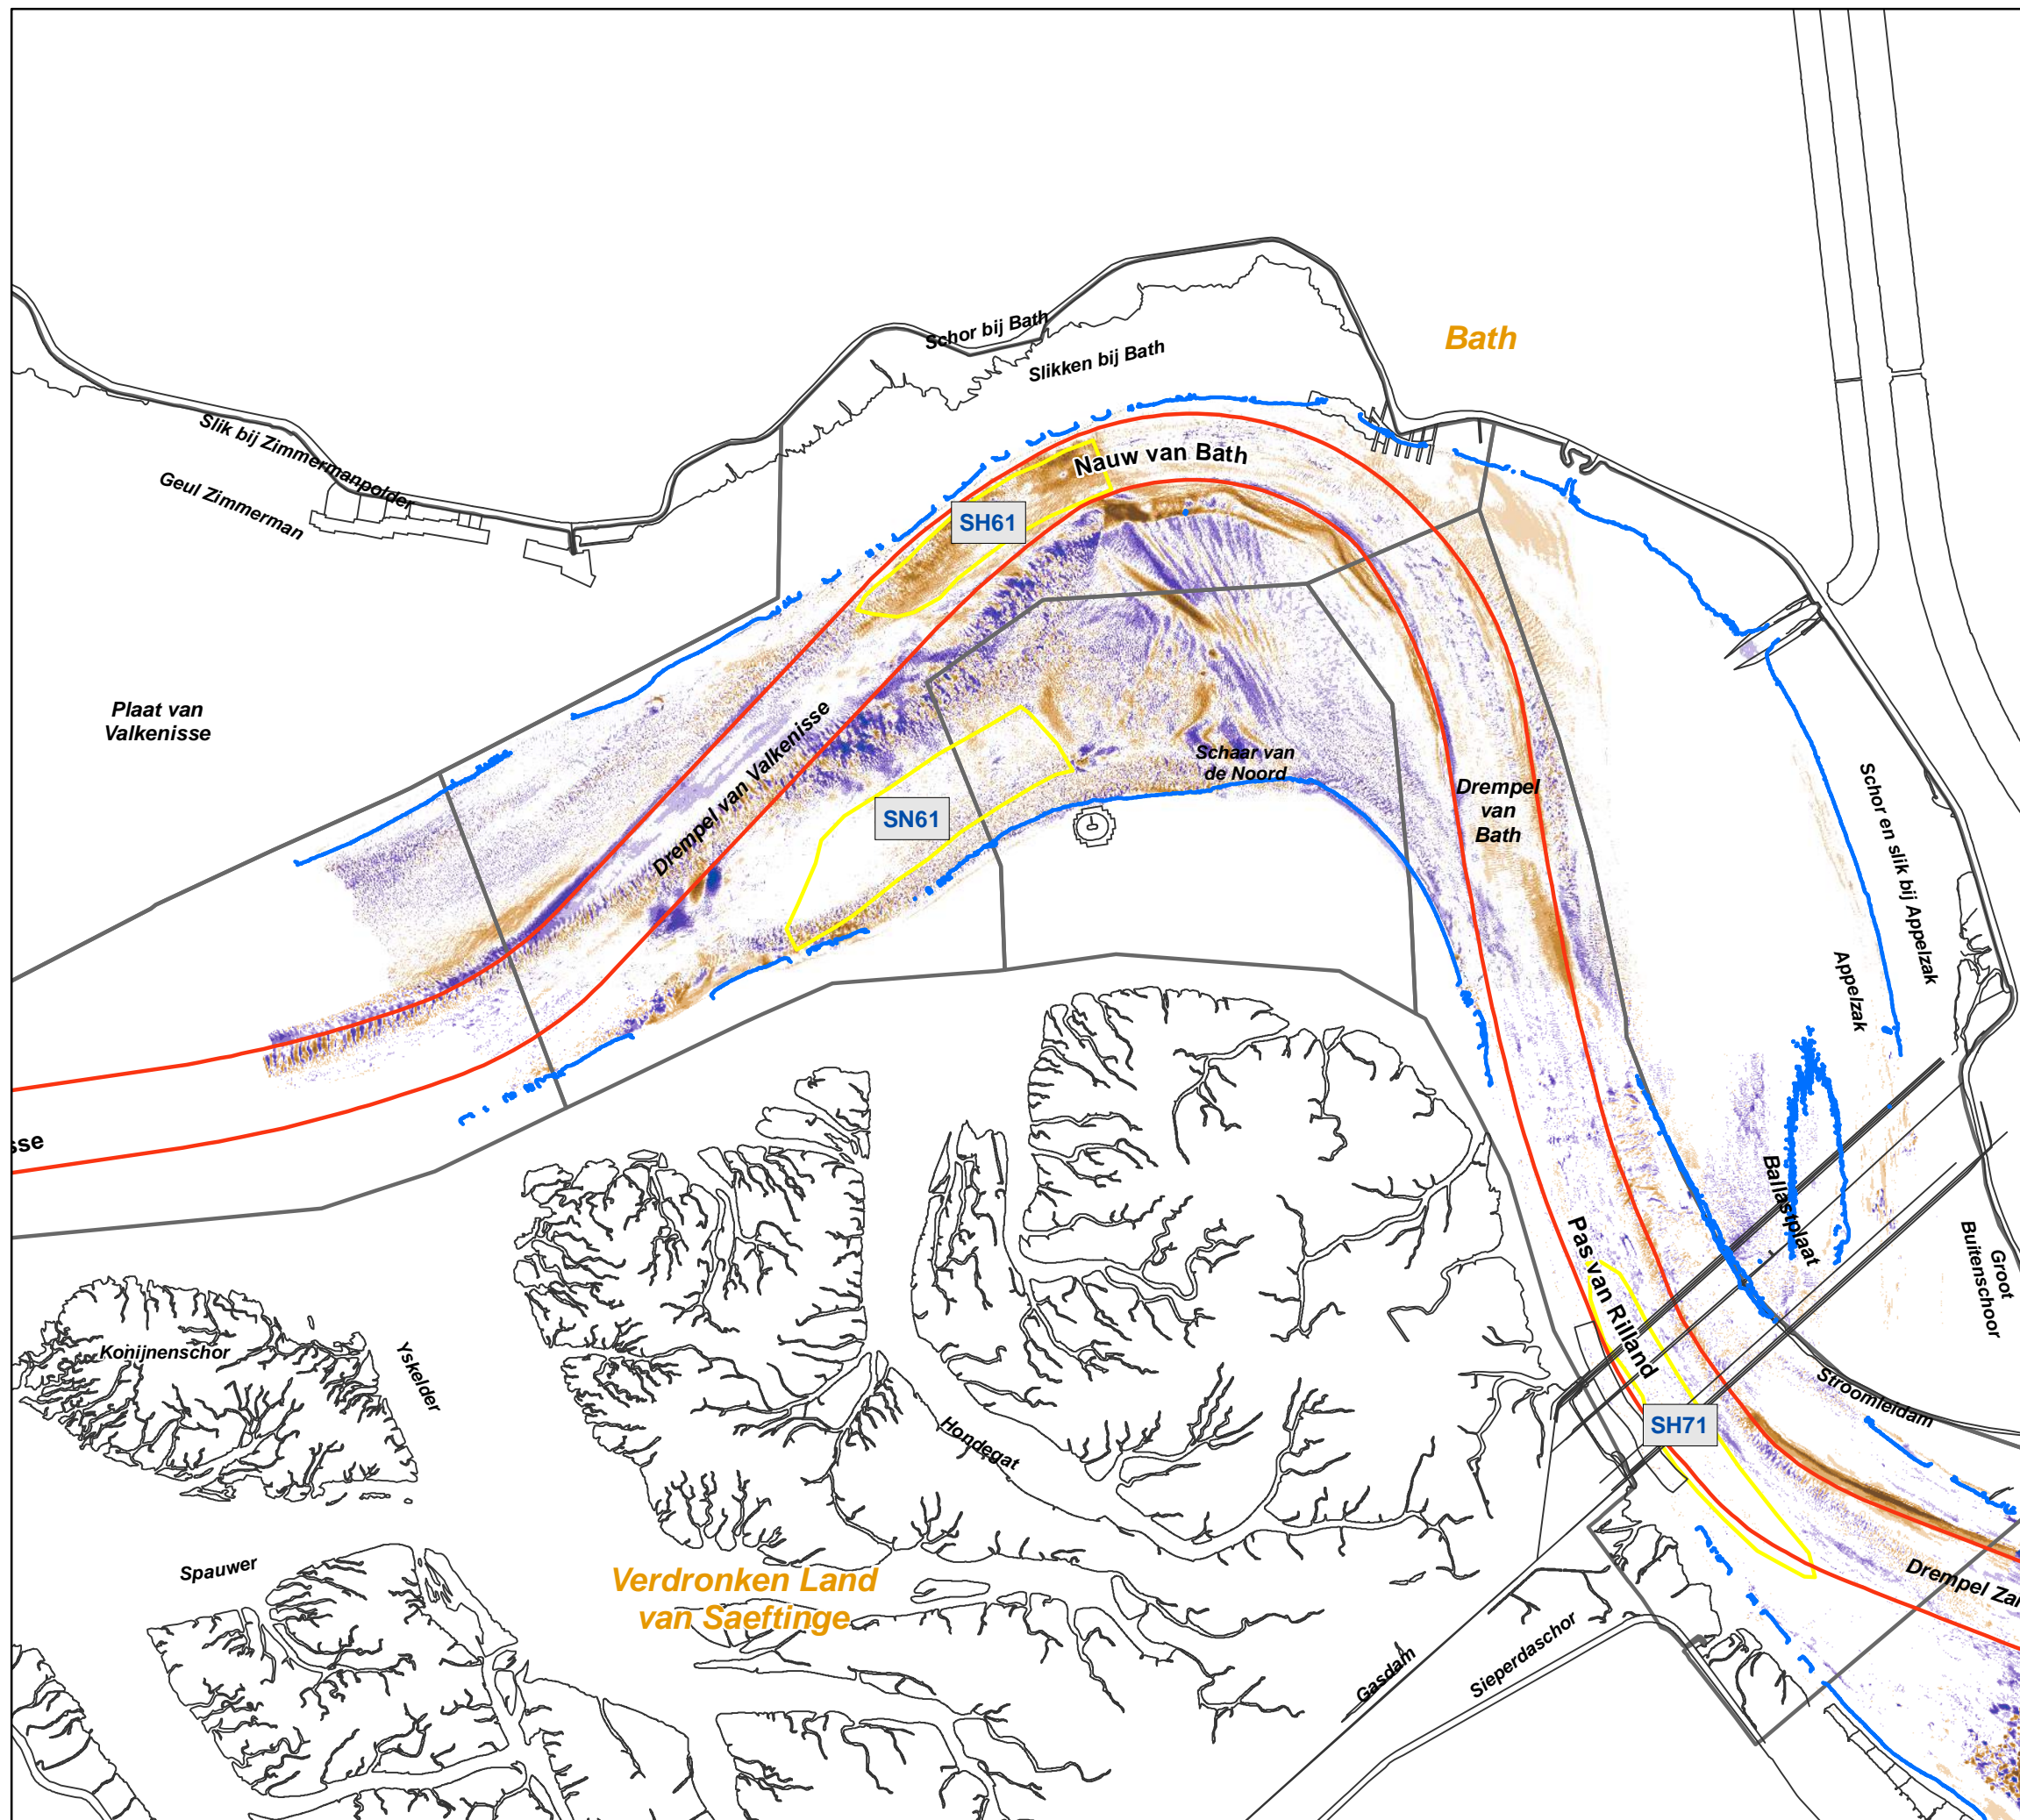 Bath
Schor bij Bath
Slikken bij Bath
Slik bij Zimmermanpolder
Geul Zimmerman
Nauw van Bath
SH61
Plaat van
Valkenisse
Drempel van Valkenisse
Schaar van
de Noord
SN61
Drempel
van
Bath
Schor en slik bij Appelzak
Appelzak
sse
Ballastplaat
Groot
Buitenschoor
Pas van Rilland
Konijnenschor
Yskelder
Stroomleidam
SH71
Hondegat
Spauwer
Verdronken Land
van Saeftinge
Drempel Zan
Gasdam
Sieperdaschor